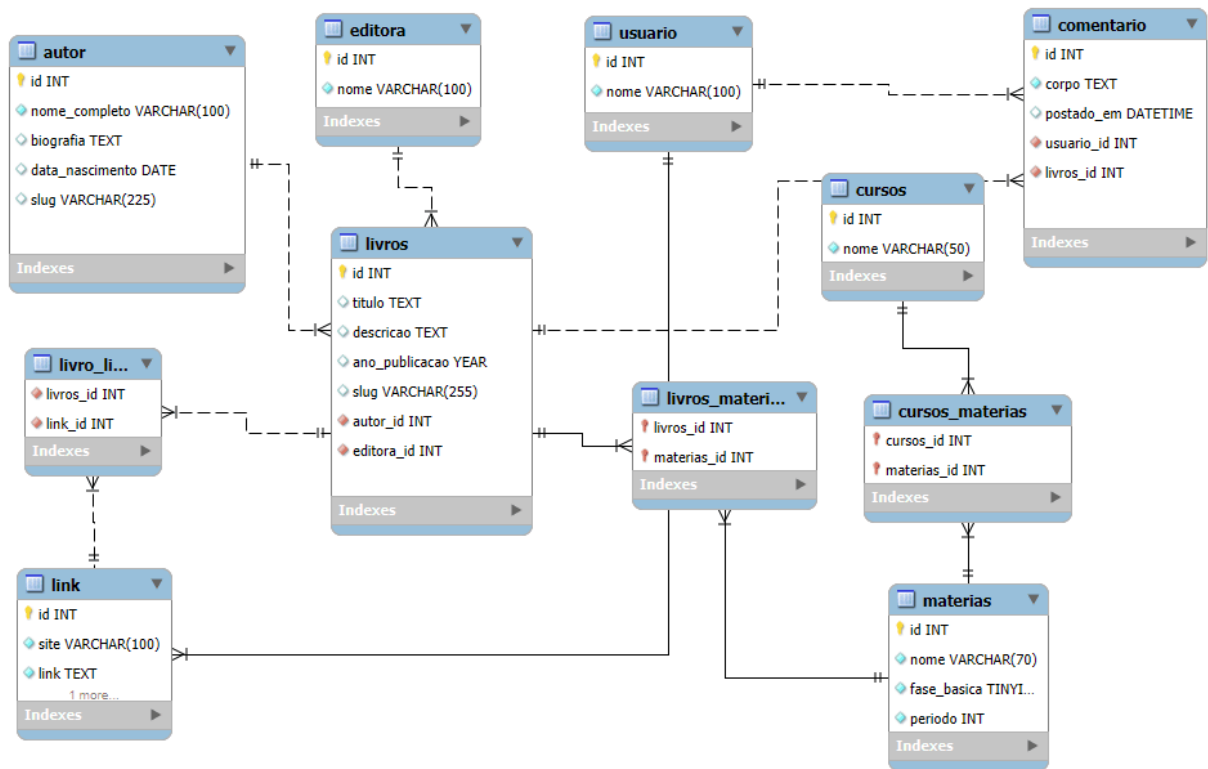 autor
id INT
nome_completo VARCHAR(100)
biografia TEXT
data_nascimento DATE
slug VARCHAR(225)
Indexes
editora
id INT
nome VARCHAR(100)
Indexes
usuario
id INT
nome VARCHAR(100)
Indexes
comentario
id INT
corpo TEXT
postado_em DATETIME
usuario_id INT
livros_id INT
Indexes
cursos
id INT
nome VARCHAR(50)
Indexes
livros
id INT
titulo TEXT
descricao TEXT
ano_publicacao YEAR
slug VARCHAR(255)
autor_id INT
editora_id INT
Indexes
livro_li...
livros_id INT
link_id INT
Indexes
livros_materi...
livros_id INT
materias_id INT
Indexes
cursos_materias
cursos_id INT
materias_id INT
Indexes
link
id INT
site VARCHAR(100)
link TEXT
1 more...
Indexes
materias
id INT
nome VARCHAR(70)
fase_basica TINYI...
periodo INT
Indexes